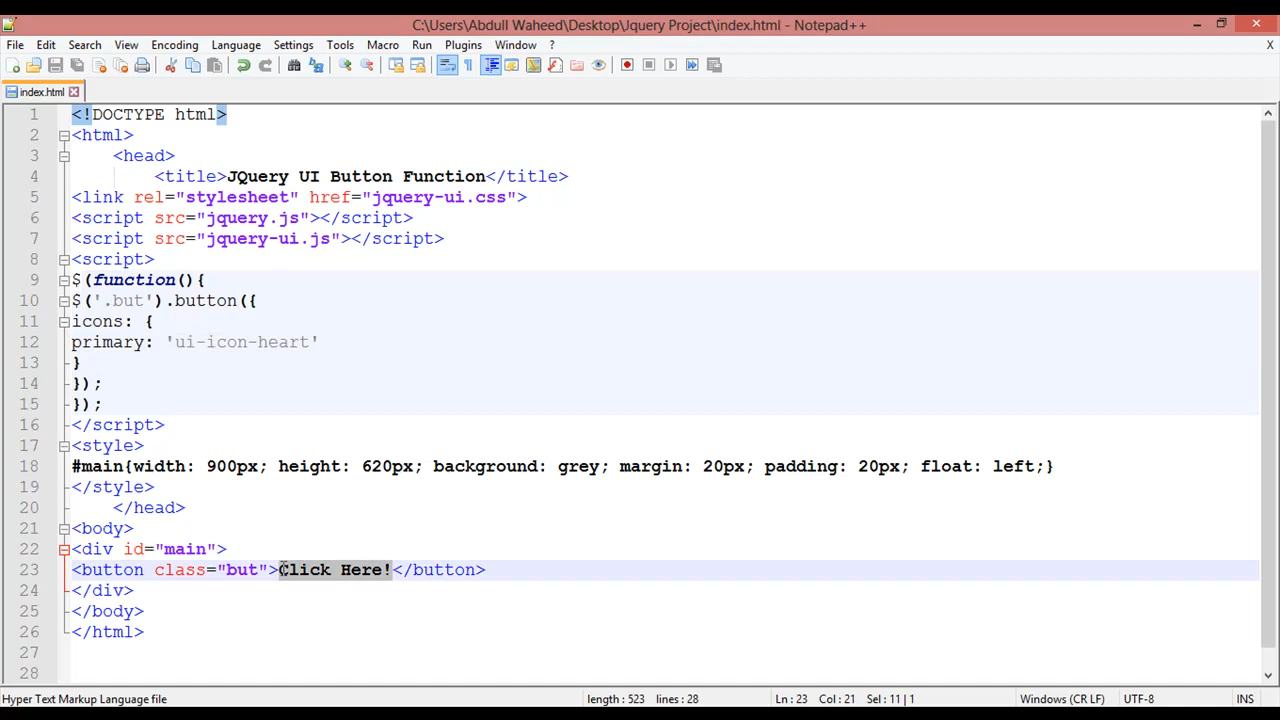 C:\Users\Abdull Waheed\Desktop\Jquery Project\index.html - Notepad++
File Edit Search View Encoding Language Settings Tools Macro Run Plugins Window ? X
index.html
1 <!DOCTYPE html>
2 <html>
3 <head>
4 <title>JQuery UI Button Function</title>
5 <link rel="stylesheet" href="jquery-ui.css">
6 <script src="jquery.js"></script>
7 <script src="jquery-ui.js"></script>
8 <script>
9 $(function(){
10 $('.but').button({
11 icons: {
12 primary: 'ui-icon-heart'
13 }
14 });
15 });
16 </script>
17 <style>
18 #main{width: 900px; height: 620px; background: grey; margin: 20px; padding: 20px; float: left;}
19 </style>
20 </head>
21 <body>
22 <div id="main">
23 <button class="but">Click Here!</button>
24 </div>
25 </body>
26 </html>
27
28
Hyper Text Markup Language file length : 523 lines : 28 Ln : 23 Col : 21 Sel : 11 | 1 Windows (CR LF) UTF-8 INS